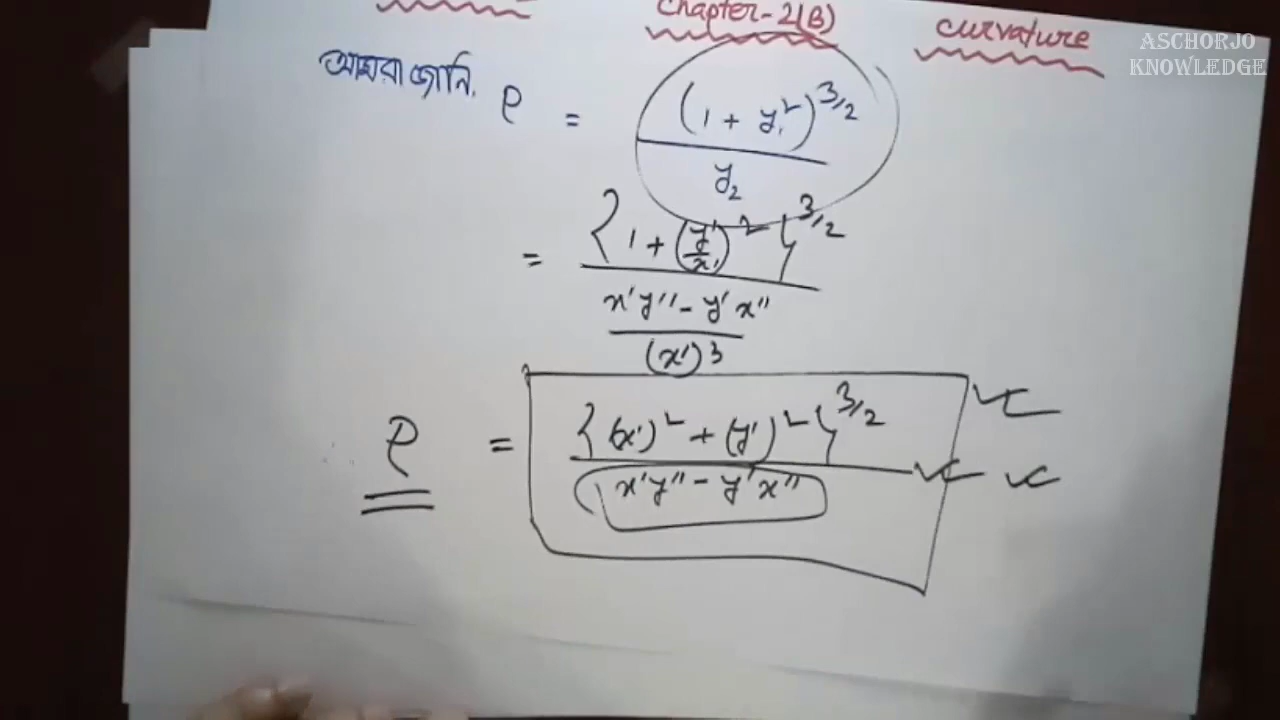 Chapter-2(B) curvature
ASCHORJO KNOWLEDGE
আমরা জানি, ρ = (1 + y₁²)^3/2 / y₂
= {1 + (y'/x')²}^3/2 / (x'y'' - y'x'' / (x')³)
ρ = {(x')² + (y')²}^3/2 / x'y'' - y'x''